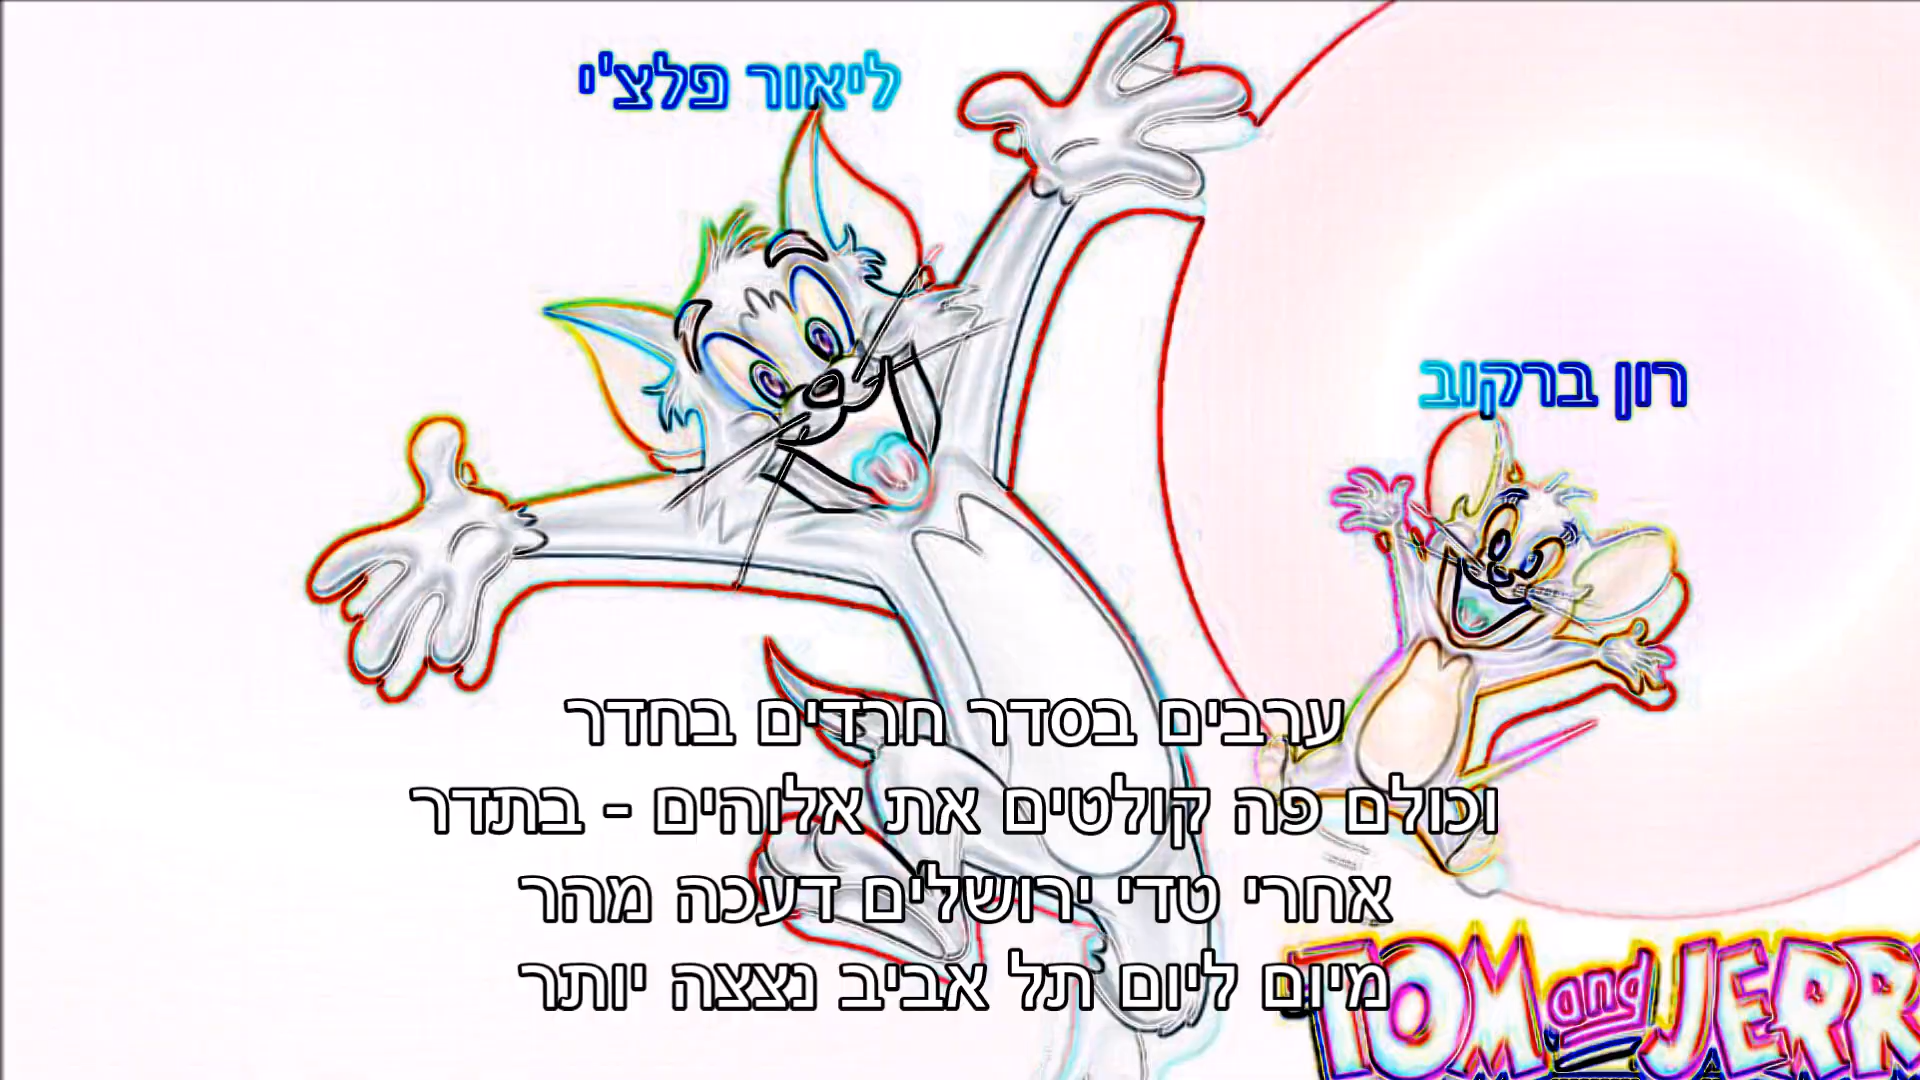 ליאור פלצ'י
רון ברקוב
ערבים בסדר חרדים בחדר
וכולם פה קולטים את אלוהים - בתדר
אחרי טדי ירושלים דעכה מהר
מיום ליום תל אביב נצצה יותר
TOM and JERR